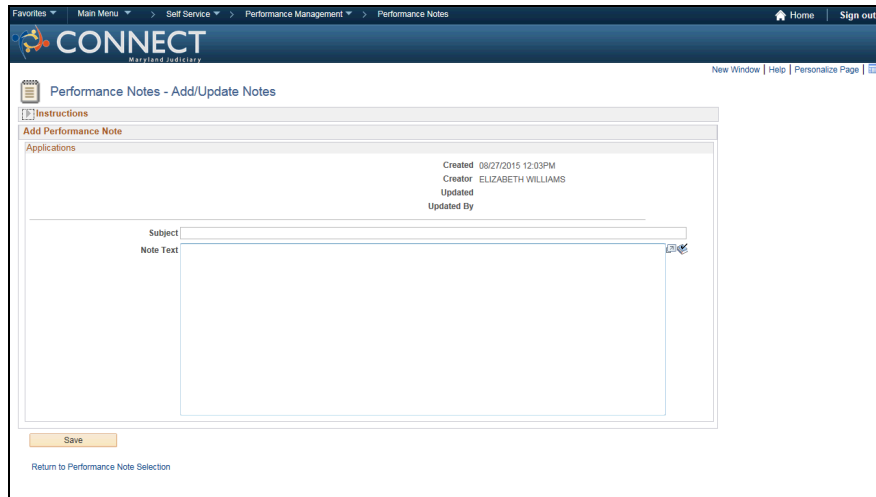 Favorites Main Menu > Self Service > Performance Management > Performance Notes Home Sign out
CONNECT
Maryland Judiciary
New Window | Help | Personalize Page |
Performance Notes - Add/Update Notes
Instructions
Add Performance Note
Applications
Created 08/27/2015 12:03PM
Creator ELIZABETH WILLIAMS
Updated
Updated By
Subject
Note Text
Save
Return to Performance Note Selection